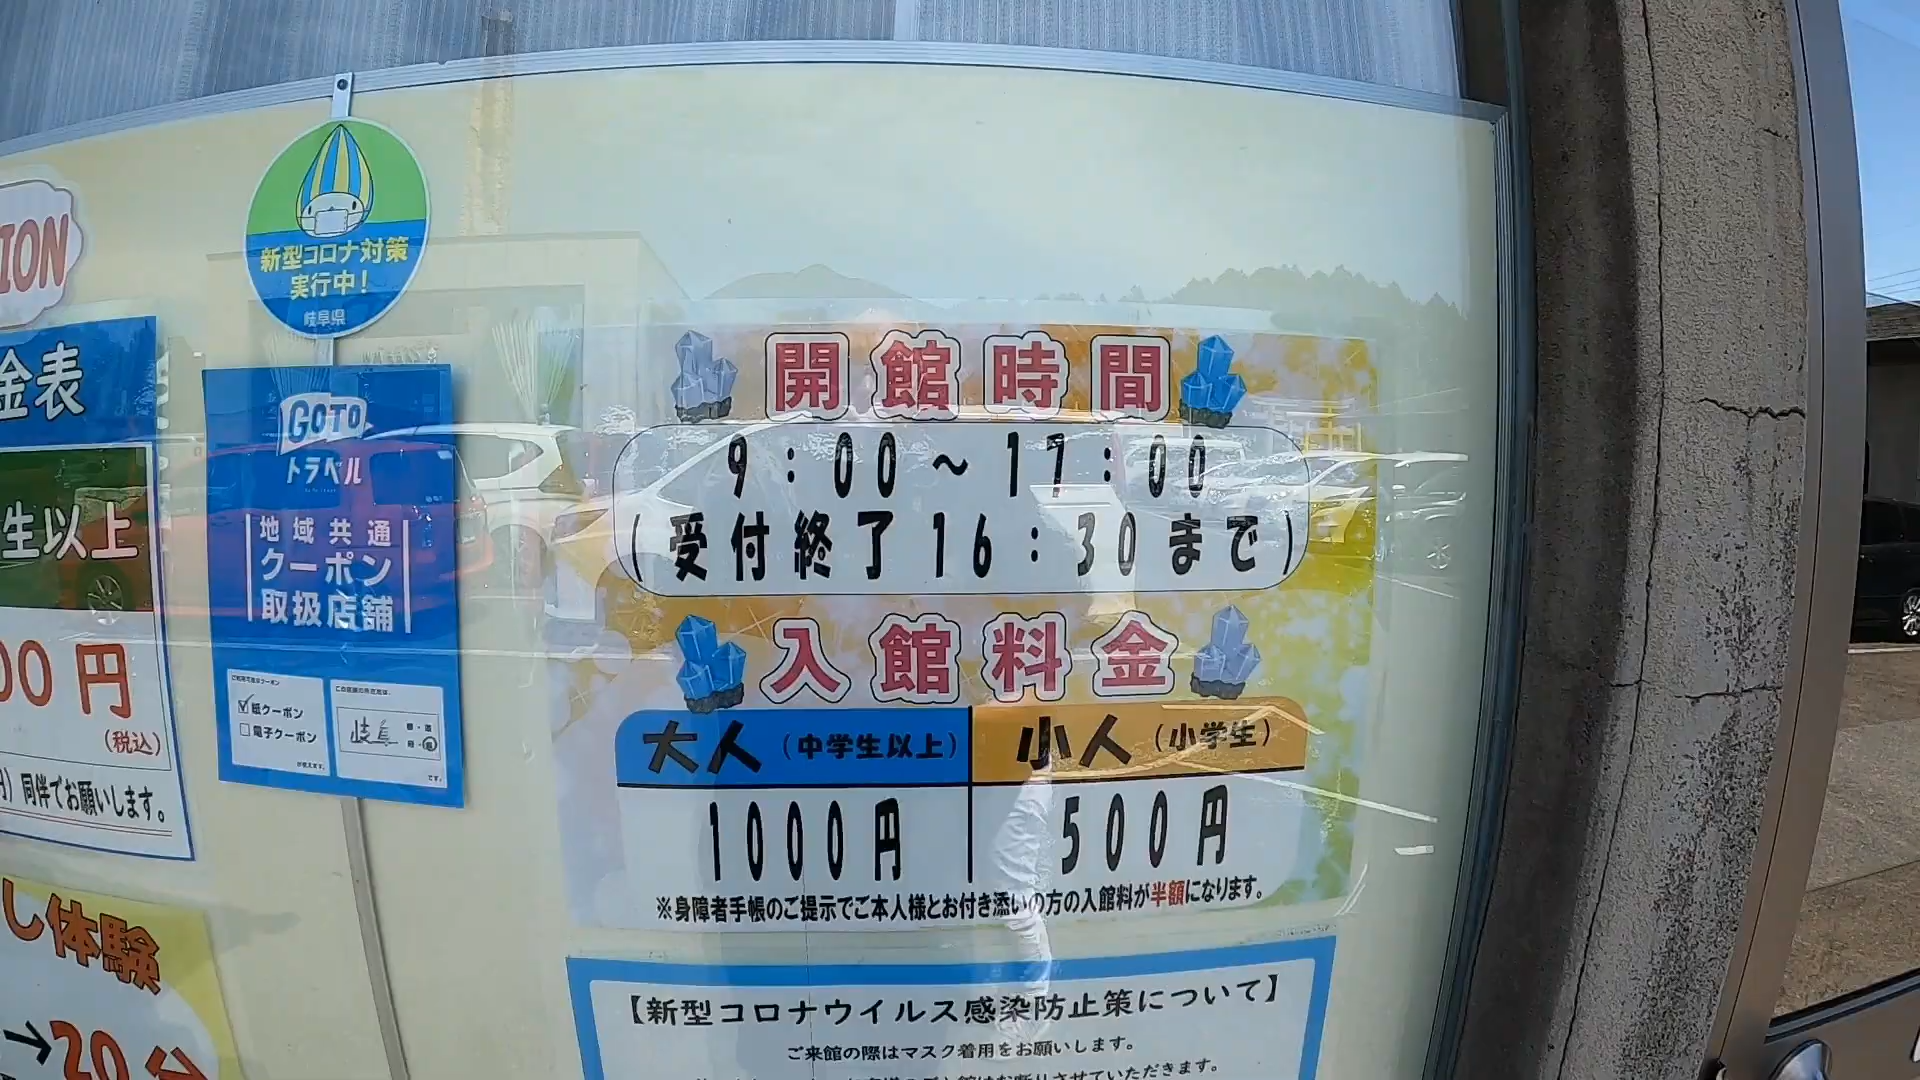 ION
金表
生以上
00円
(税込)
円)同伴でお願いします。
し体験
20分
新型コロナ対策
実行中!
岐阜県
GOTO
トラベル
地域共通
クーポン
取扱店舗
紙クーポン
電子クーポン
岐阜
開館時間
9:00~17:00
(受付終了16:30まで)
入館料金
大人(中学生以上)
小人(小学生)
1000円
500円
※身障者手帳のご提示でご本人様とお付き添いの方の入館料が半額になります。
【新型コロナウイルス感染防止策について】
ご来館の際はマスク着用をお願いします。